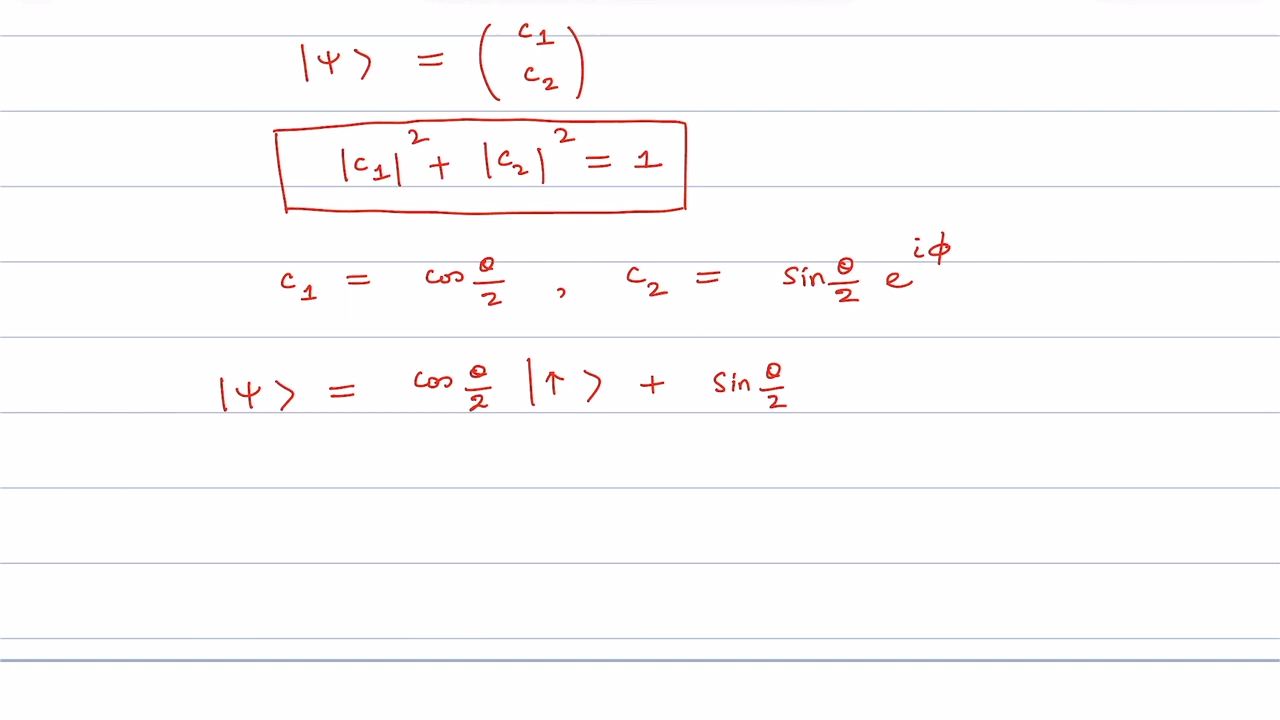 |ψ⟩ = (c₁ c₂)
|c₁|² + |c₂|² = 1
c₁ = cos θ/2 , c₂ = sin θ/2 e^{iϕ}
|ψ⟩ = cos θ/2 |↑⟩ + sin θ/2